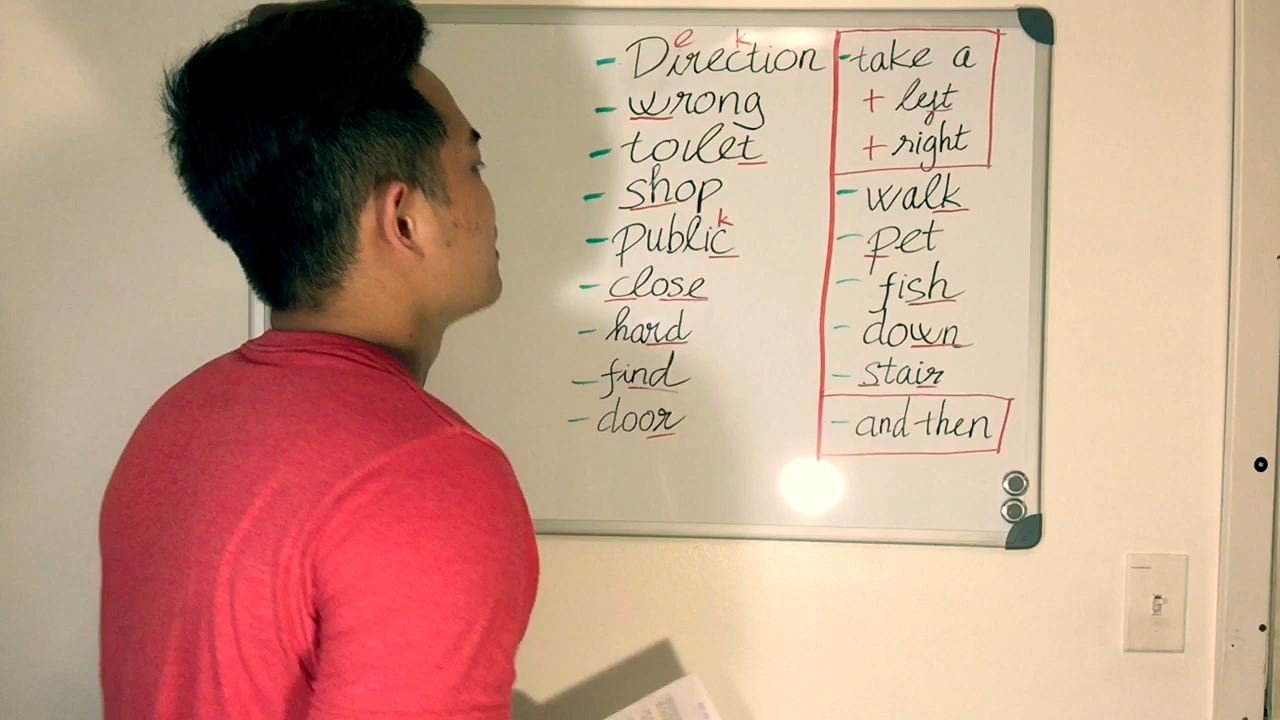 e k
- Direction
- wrong
- toilet
- shop
k
- Public
- close
- hard
- find
- door
- take a
+ left
+ right
- walk
- pet
- fish
- down
- stair
- and then